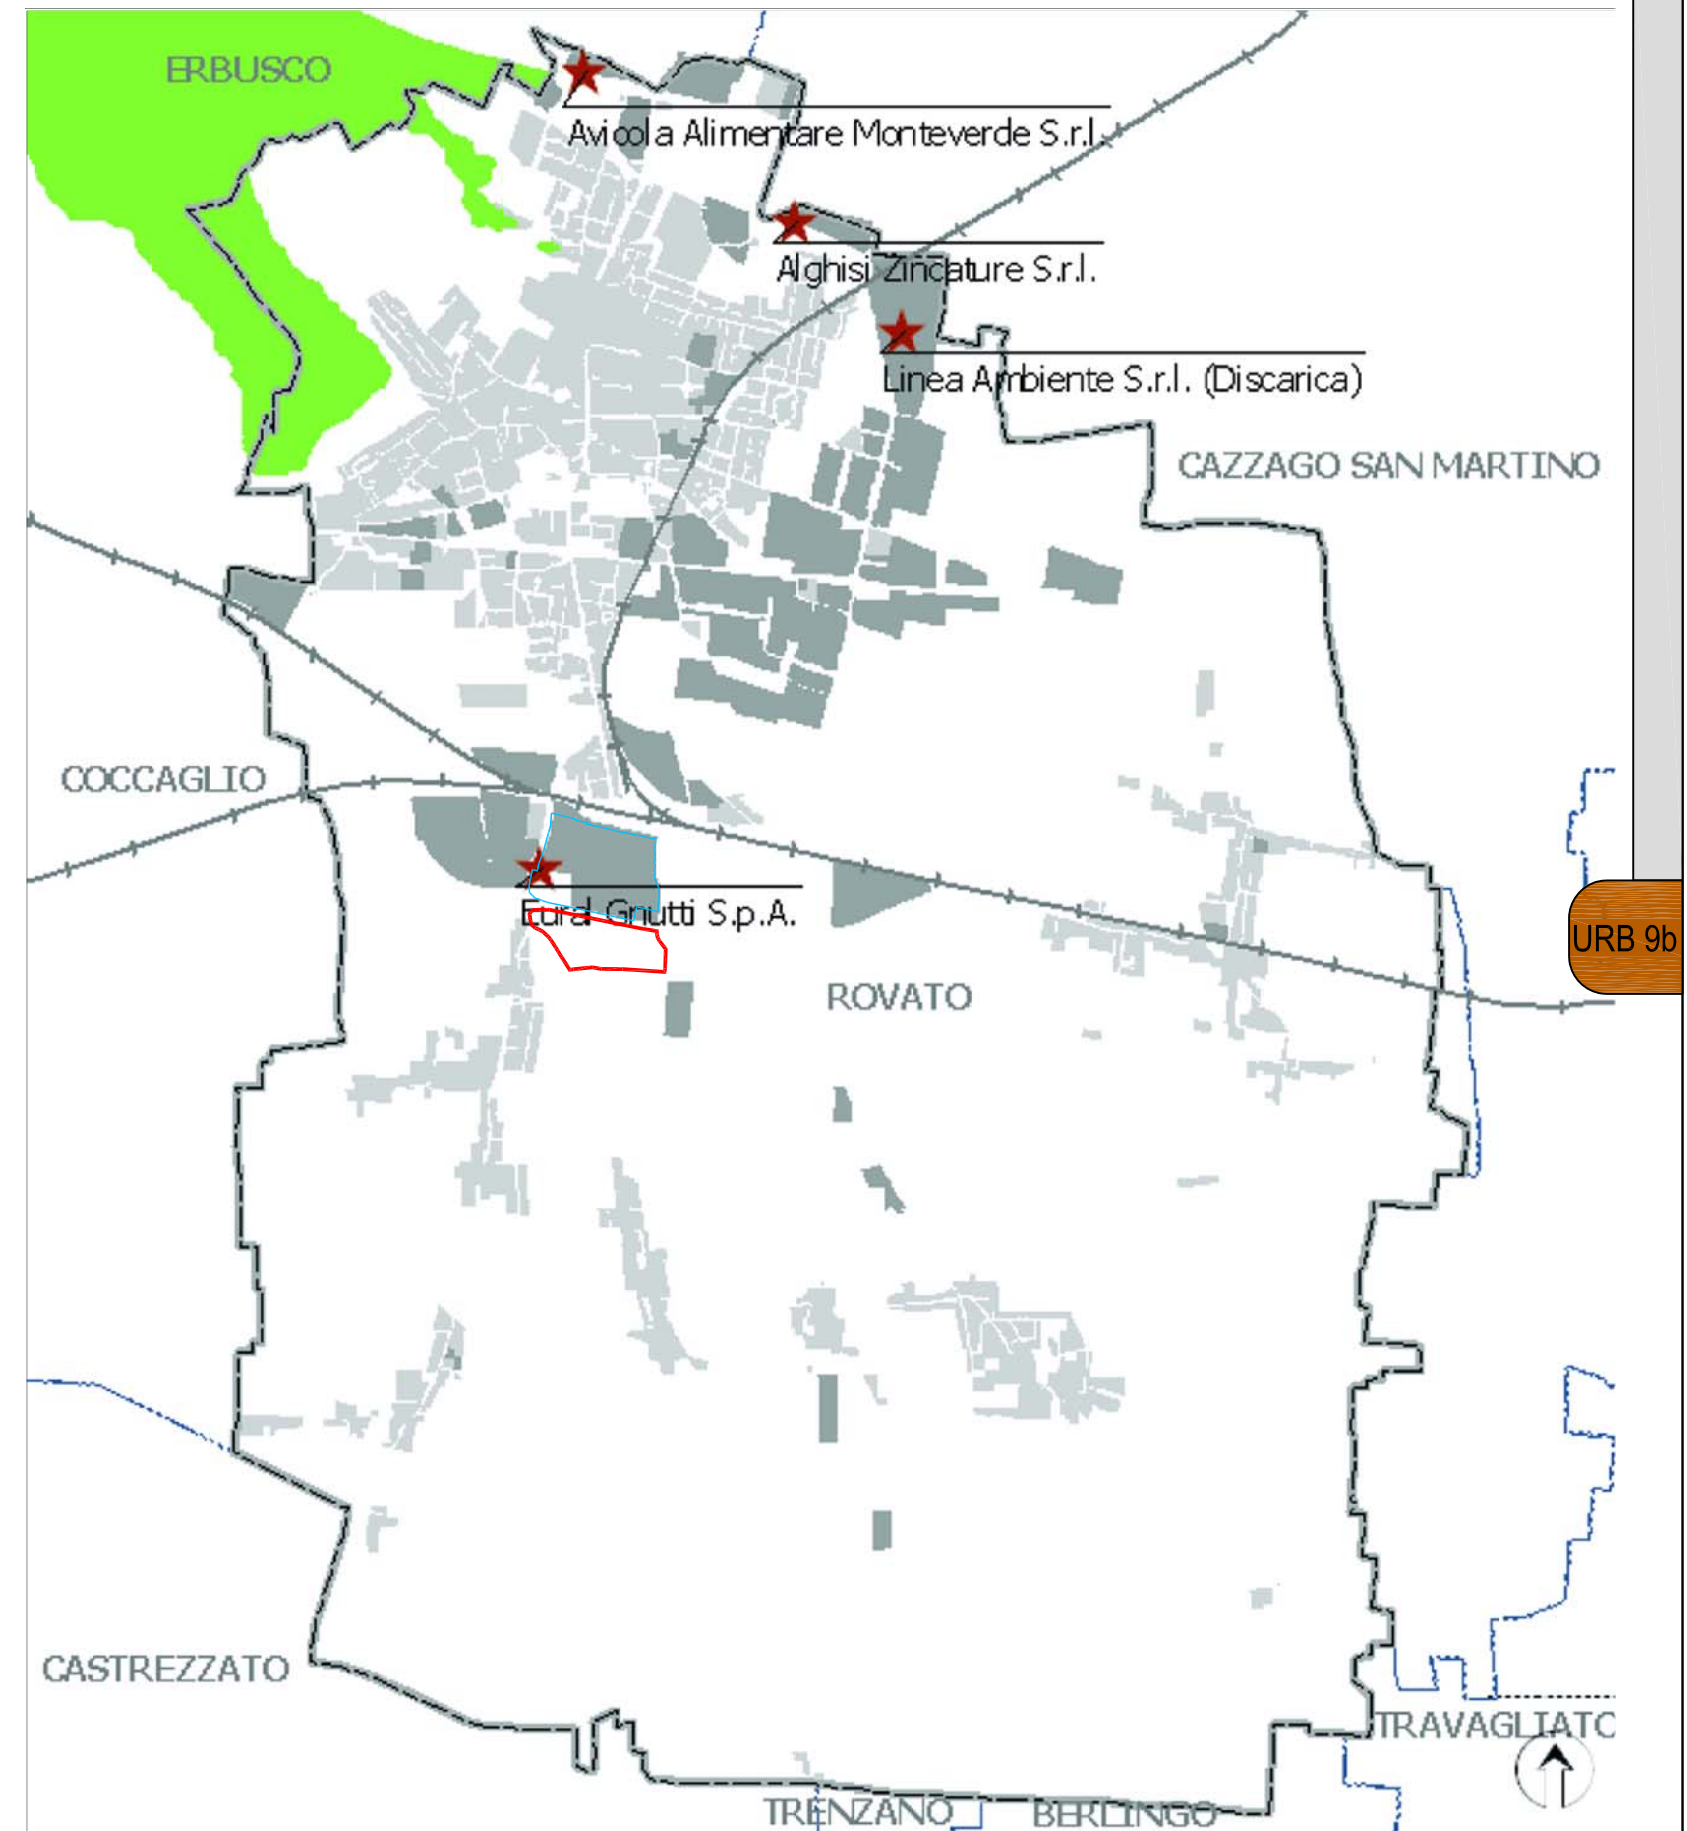 ERBUSCO
Avicola Alimentare Monteverde S.r.l.
Alghisi Zincature S.r.l.
Linea Ambiente S.r.l. (Discarica)
CAZZAGO SAN MARTINO
COCCAGLIO
Eural Gnutti S.p.A.
URB 9b
ROVATO
CASTREZZATO
TRAVAGLIATO
TRENZANO
BERLINGO